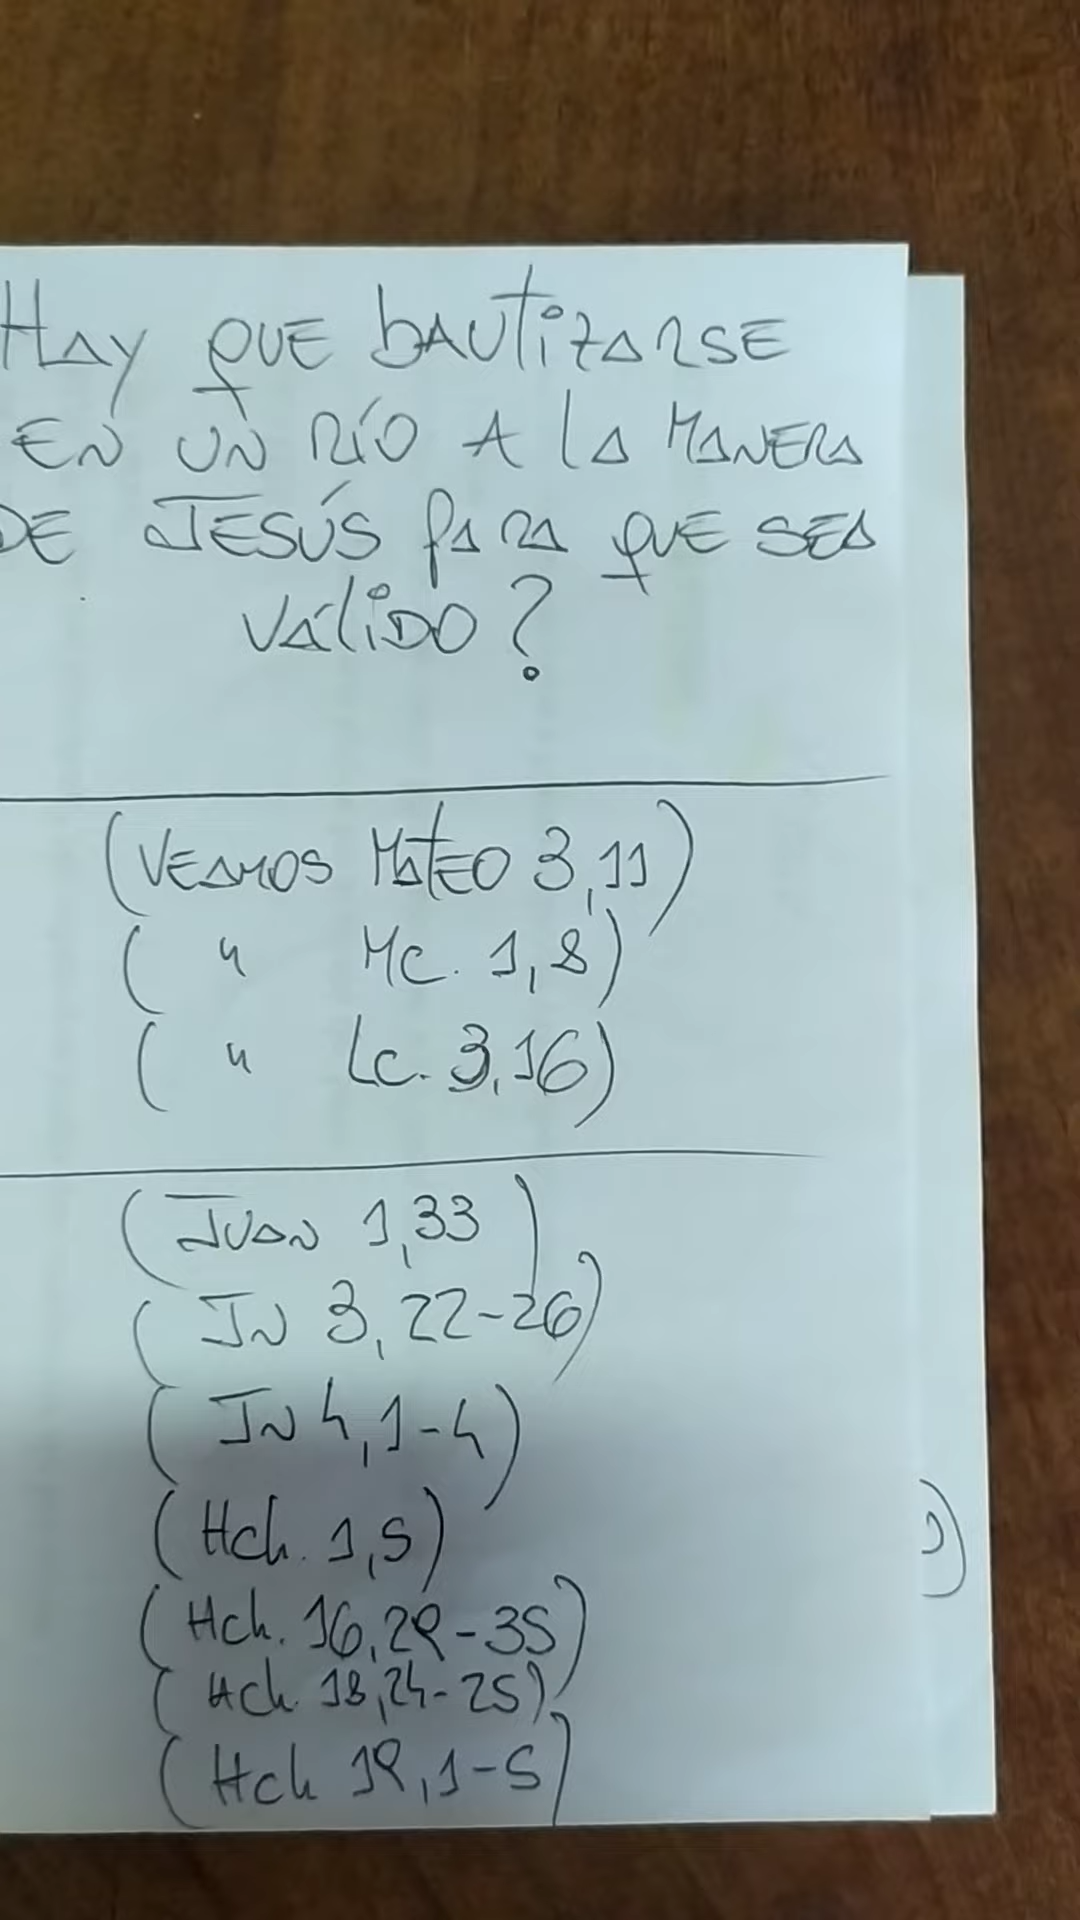 HAY QUE bAUTIZARSE
EN UN RÍO A LA MANERA
DE JESÚS PARA QUE SEA
VÁLIDO?
(VEAMOS MATEO 3,11)
( " MC. 1,8)
( " LC. 3,16)
(JUAN 1,33)
(JN 3, 22-26)
(JN 4,1-4)
(Hch. 1,5)
(Hch. 16,29-35)
(Hch. 18,24-25)
(Hch 19,1-5)